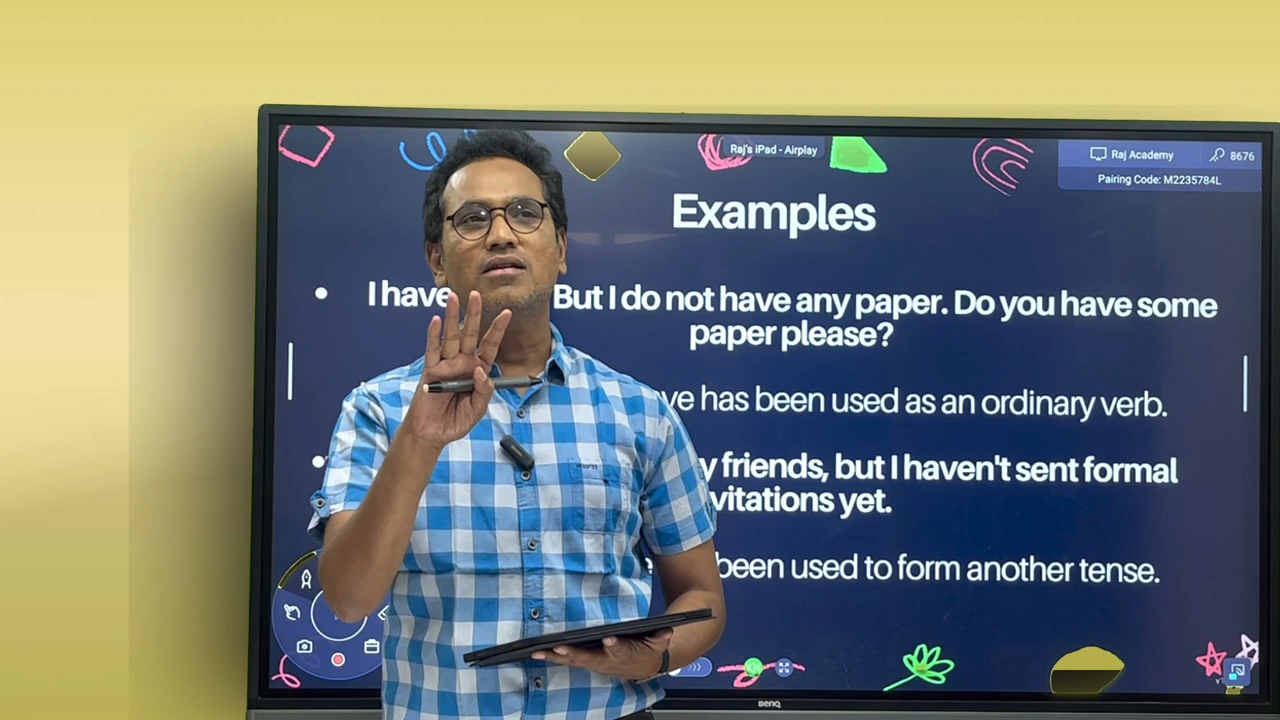 Raj's iPad - Airplay
Raj Academy
8676
Pairing Code: M2235784L
Examples
I have But I do not have any paper. Do you have some
paper please?
has been used as an ordinary verb.
friends, but I haven't sent formal
yet.
been used to form another tense.
BenQ